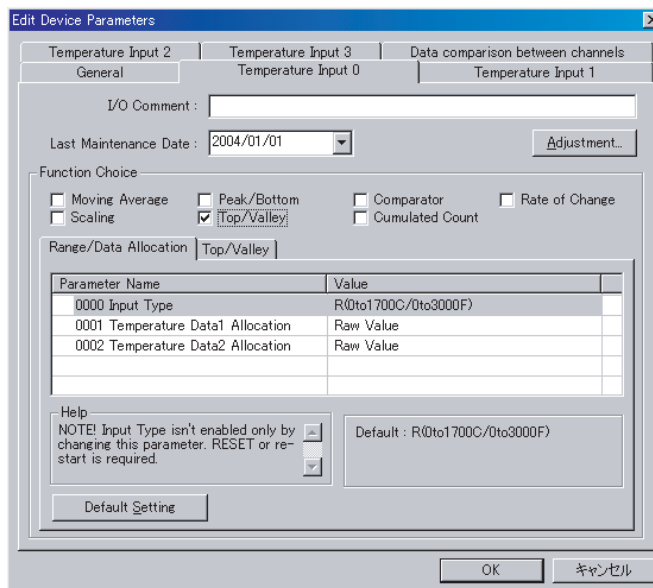 Edit Device Parameters
Temperature Input 2 Temperature Input 3 Data comparison between channels
General Temperature Input 0 Temperature Input 1
I/O Comment :
Last Maintenance Date : 2004/01/01 Adjustment...
Function Choice
Moving Average Peak/Bottom Comparator Rate of Change
Scaling Top/Valley Cumulated Count
Range/Data Allocation Top/Valley
Parameter Name Value
0000 Input Type R(0to1700C/0to3000F)
0001 Temperature Data1 Allocation Raw Value
0002 Temperature Data2 Allocation Raw Value
Help
NOTE! Input Type isn't enabled only by
changing this parameter. RESET or re-
start is required.
Default : R(0to1700C/0to3000F)
Default Setting
OK キャンセル